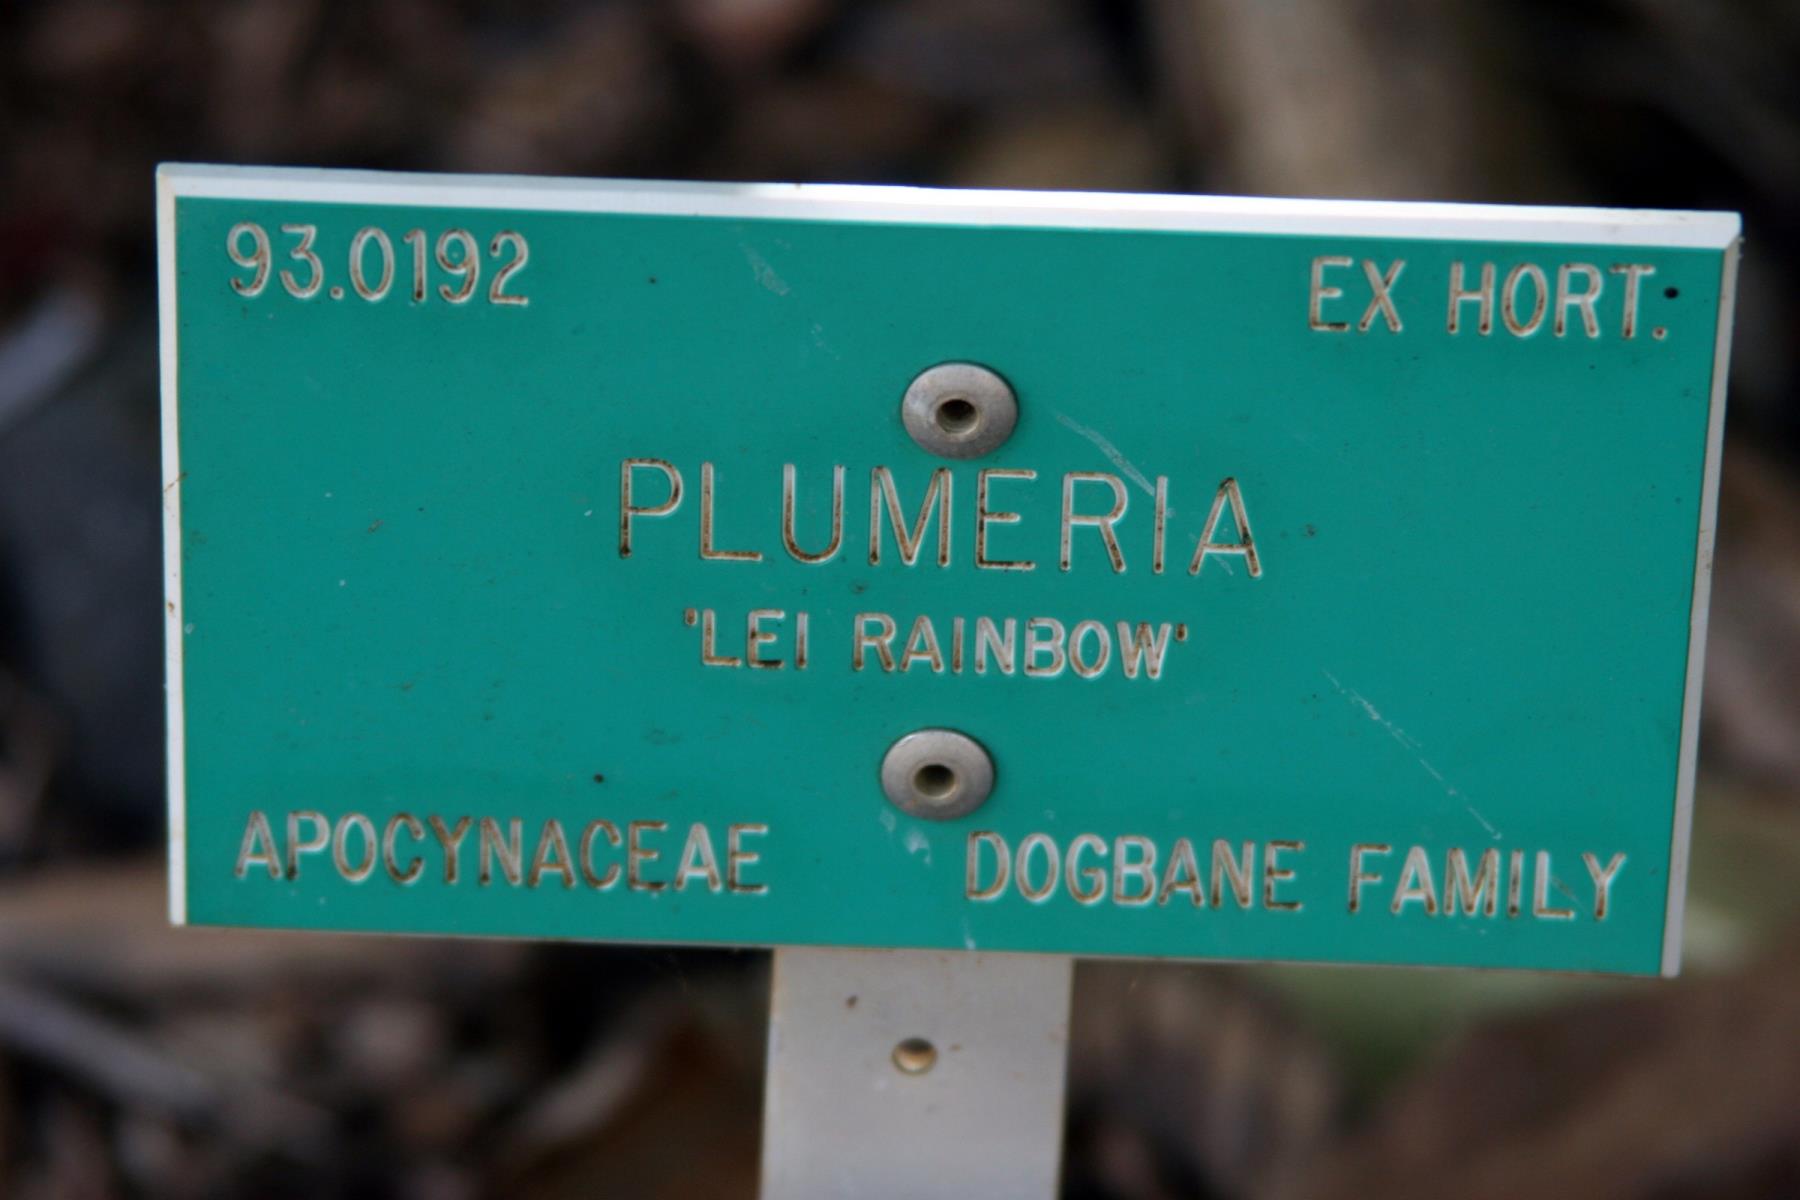 93.0192 EX HORT.
PLUMERIA
'LEI RAINBOW'
APOCYNACEAE DOGBANE FAMILY